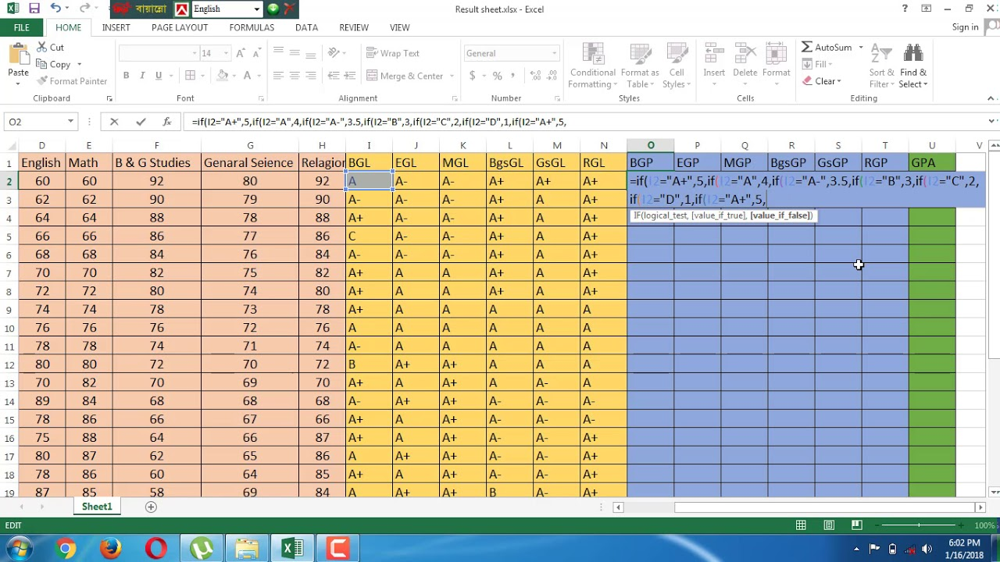 বায়ান্নো English Result sheet.xlsx - Excel ?
FILE HOME INSERT PAGE LAYOUT FORMULAS DATA REVIEW VIEW Sign in
Paste Cut Copy Format Painter Clipboard
14 B I U A Font
Wrap Text Merge & Center Alignment
General $ % , Number
Conditional Formatting Format as Table Cell Styles Styles
Insert Delete Format Cells
AutoSum Fill Clear Sort & Filter Find & Select Editing
O2 fx =if(I2="A+",5,if(I2="A",4,if(I2="A-",3.5,if(I2="B",3,if(I2="C",2,if(I2="D",1,if(I2="A+",5,
D E F G H I J K L M N O P Q R S T U V
1 English Math B & G Studies Genaral Seience Relagion BGL EGL MGL BgsGL GsGL RGL BGP EGP MGP BgsGP GsGP RGP GPA
2 60 60 92 80 92 A A- A- A+ A+ A+ =if(I2="A+",5,if(I2="A",4,if(I2="A-",3.5,if(I2="B",3,if(I2="C",2,
3 62 62 90 79 90 A- A- A- A+ A A+ if(I2="D",1,if(I2="A+",5,
IF(logical_test, [value_if_true], [value_if_false])
4 64 64 88 78 88 A+ A- A- A+ A A+
5 66 66 86 77 86 C A- A- A+ A A+
6 68 68 84 76 84 A- A- A- A+ A A+
7 70 70 82 75 82 A+ A A A+ A A+
8 72 72 80 74 80 A+ A A A+ A A+
9 74 74 78 73 78 A+ A A A A A
10 76 76 76 72 76 A A A A A A
11 78 78 74 71 74 A- A A A A A
12 80 80 72 70 72 B A+ A+ A A A
13 70 82 70 69 70 A+ A A+ A A- A
14 89 84 68 68 68 A- A+ A+ A- A- A-
15 78 86 66 67 66 A+ A A+ A- A- A-
16 75 88 64 66 87 A+ A A+ A- A- A+
17 80 87 62 65 86 A A+ A+ A- A- A+
18 78 86 60 64 85 A+ A A+ A- A- A+
19 87 85 58 69 84 A A+ A+ B A- A+
Sheet1
EDIT 100%
6:02 PM
1/16/2018